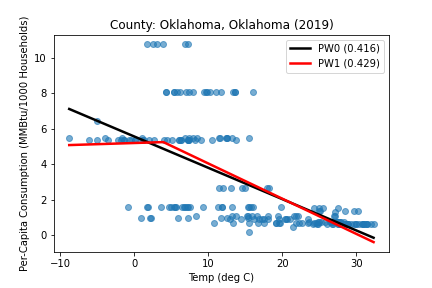 County: Oklahoma, Oklahoma (2019)
PW0 (0.416)
PW1 (0.429)
Per-Capita Consumption (MMBtu/1000 Households)
10
8
6
4
2
0
−10
0
10
20
30
Temp (deg C)